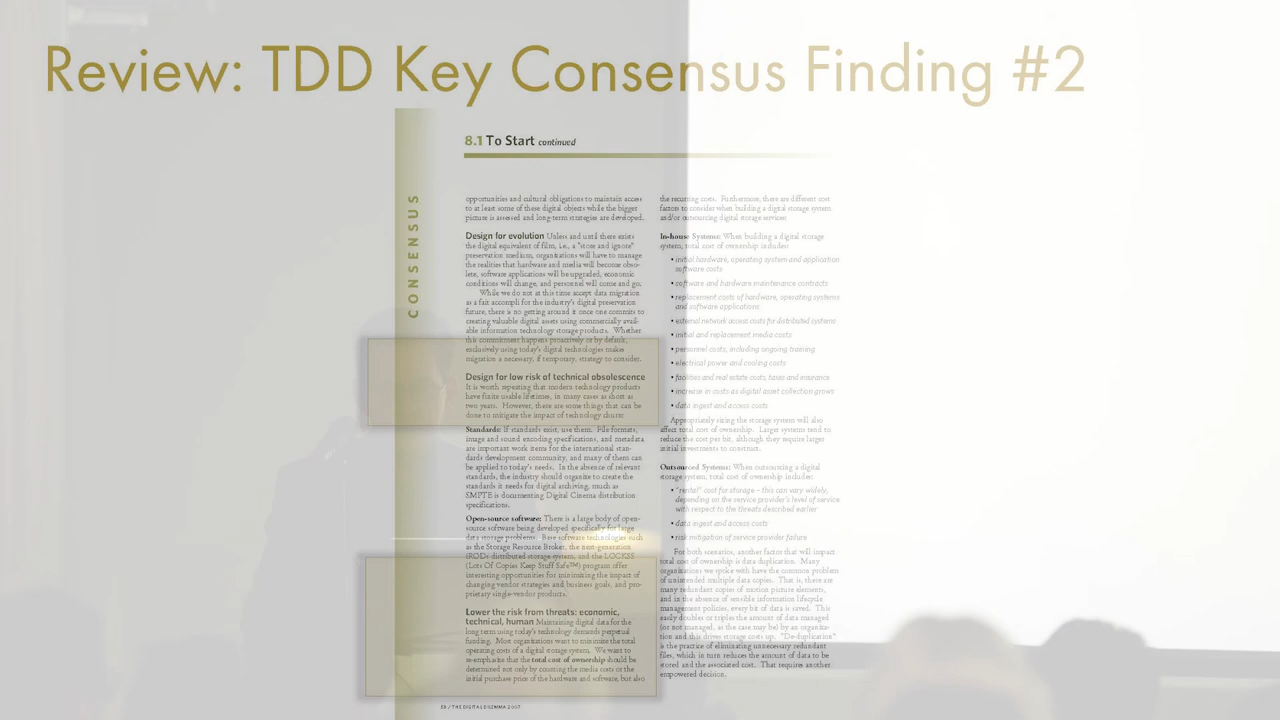 Review: TDD Key Consensus Finding #2
CONSENSUS
8.1 To Start continued
opportunities and cultural obligations to maintain access
to at least some of these digital objects while the bigger
picture is assessed and long-term strategies are developed.
Design for evolution Unless and until there exists
the digital equivalent of film, i.e., a "store and ignore"
preservation medium, organizations will have to manage
the realities that hardware and media will become obso-
lete, software applications will be upgraded, economic
conditions will change, and personnel will come and go.
While we do not at this time accept data migration
as a fait accompli for the industry's digital preservation
future, there is no getting around it once one commits to
creating valuable digital assets using commercially avail-
able information technology storage products. Whether
this commitment happens proactively or by default,
exclusively using today's digital technologies makes
migration a necessary, if temporary, strategy to consider.
Design for low risk of technical obsolescence
It is worth repeating that modern technology products
have finite usable lifetimes, in many cases as short as
two years. However, there are some things that can be
done to mitigate the impact of technology churn:
Standards: If standards exist, use them. File formats,
image and sound encoding specifications, and metadata
are important work items for the international stan-
dards development community, and many of them can
be applied to today's needs. In the absence of relevant
standards, the industry should organize to create the
standards it needs for digital archiving, much as
SMPTE is documenting Digital Cinema distribution
specifications.
Open-source software: There is a large body of open-
source software being developed specifically for large
data storage problems. Base software technologies such
as the Storage Resource Broker, the next-generation
iRODs distributed storage system, and the LOCKSS
(Lots Of Copies Keep Stuff Safe™) program offer
interesting opportunities for minimizing the impact of
changing vendor strategies and business goals, and pro-
prietary single-vendor products.
Lower the risk from threats: economic,
technical, human Maintaining digital data for the
long term using today's technology demands perpetual
funding. Most organizations want to minimize the total
operating costs of a digital storage system. We want to
re-emphasize that the total cost of ownership should be
determined not only by counting the media costs or the
initial purchase price of the hardware and software, but also
the recurring costs. Furthermore, there are different cost
factors to consider when building a digital storage system
and/or outsourcing digital storage services:
In-house Systems: When building a digital storage
system, total cost of ownership includes:
• initial hardware, operating system and application
software costs
• software and hardware maintenance contracts
• replacement costs of hardware, operating systems
and software applications
• external network access costs for distributed systems
• initial and replacement media costs
• personnel costs, including ongoing training
• electrical power and cooling costs
• facilities and real estate costs, taxes and insurance
• increase in costs as digital asset collection grows
• data ingest and access costs
Appropriately sizing the storage system will also
affect total cost of ownership. Larger systems tend to
reduce the cost per bit, although they require larger
initial investments to construct.
Outsourced Systems: When outsourcing a digital
storage system, total cost of ownership includes:
• "rental" cost for storage – this can vary widely,
depending on the service provider's level of service
with respect to the threats described earlier
• data ingest and access costs
• risk mitigation of service provider failure
For both scenarios, another factor that will impact
total cost of ownership is data duplication. Many
organizations we spoke with have the common problem
of unintended multiple data copies. That is, there are
many redundant copies of motion picture elements,
and in the absence of sensible information lifecycle
management policies, every bit of data is saved. This
easily doubles or triples the amount of data managed
(or not managed, as the case may be) by an organiza-
tion and this drives storage costs up. "De-duplication"
is the practice of eliminating unnecessary redundant
files, which in turn reduces the amount of data to be
stored and the associated cost. That requires another
empowered decision.
/ THE DIGITAL DILEMMA 2007